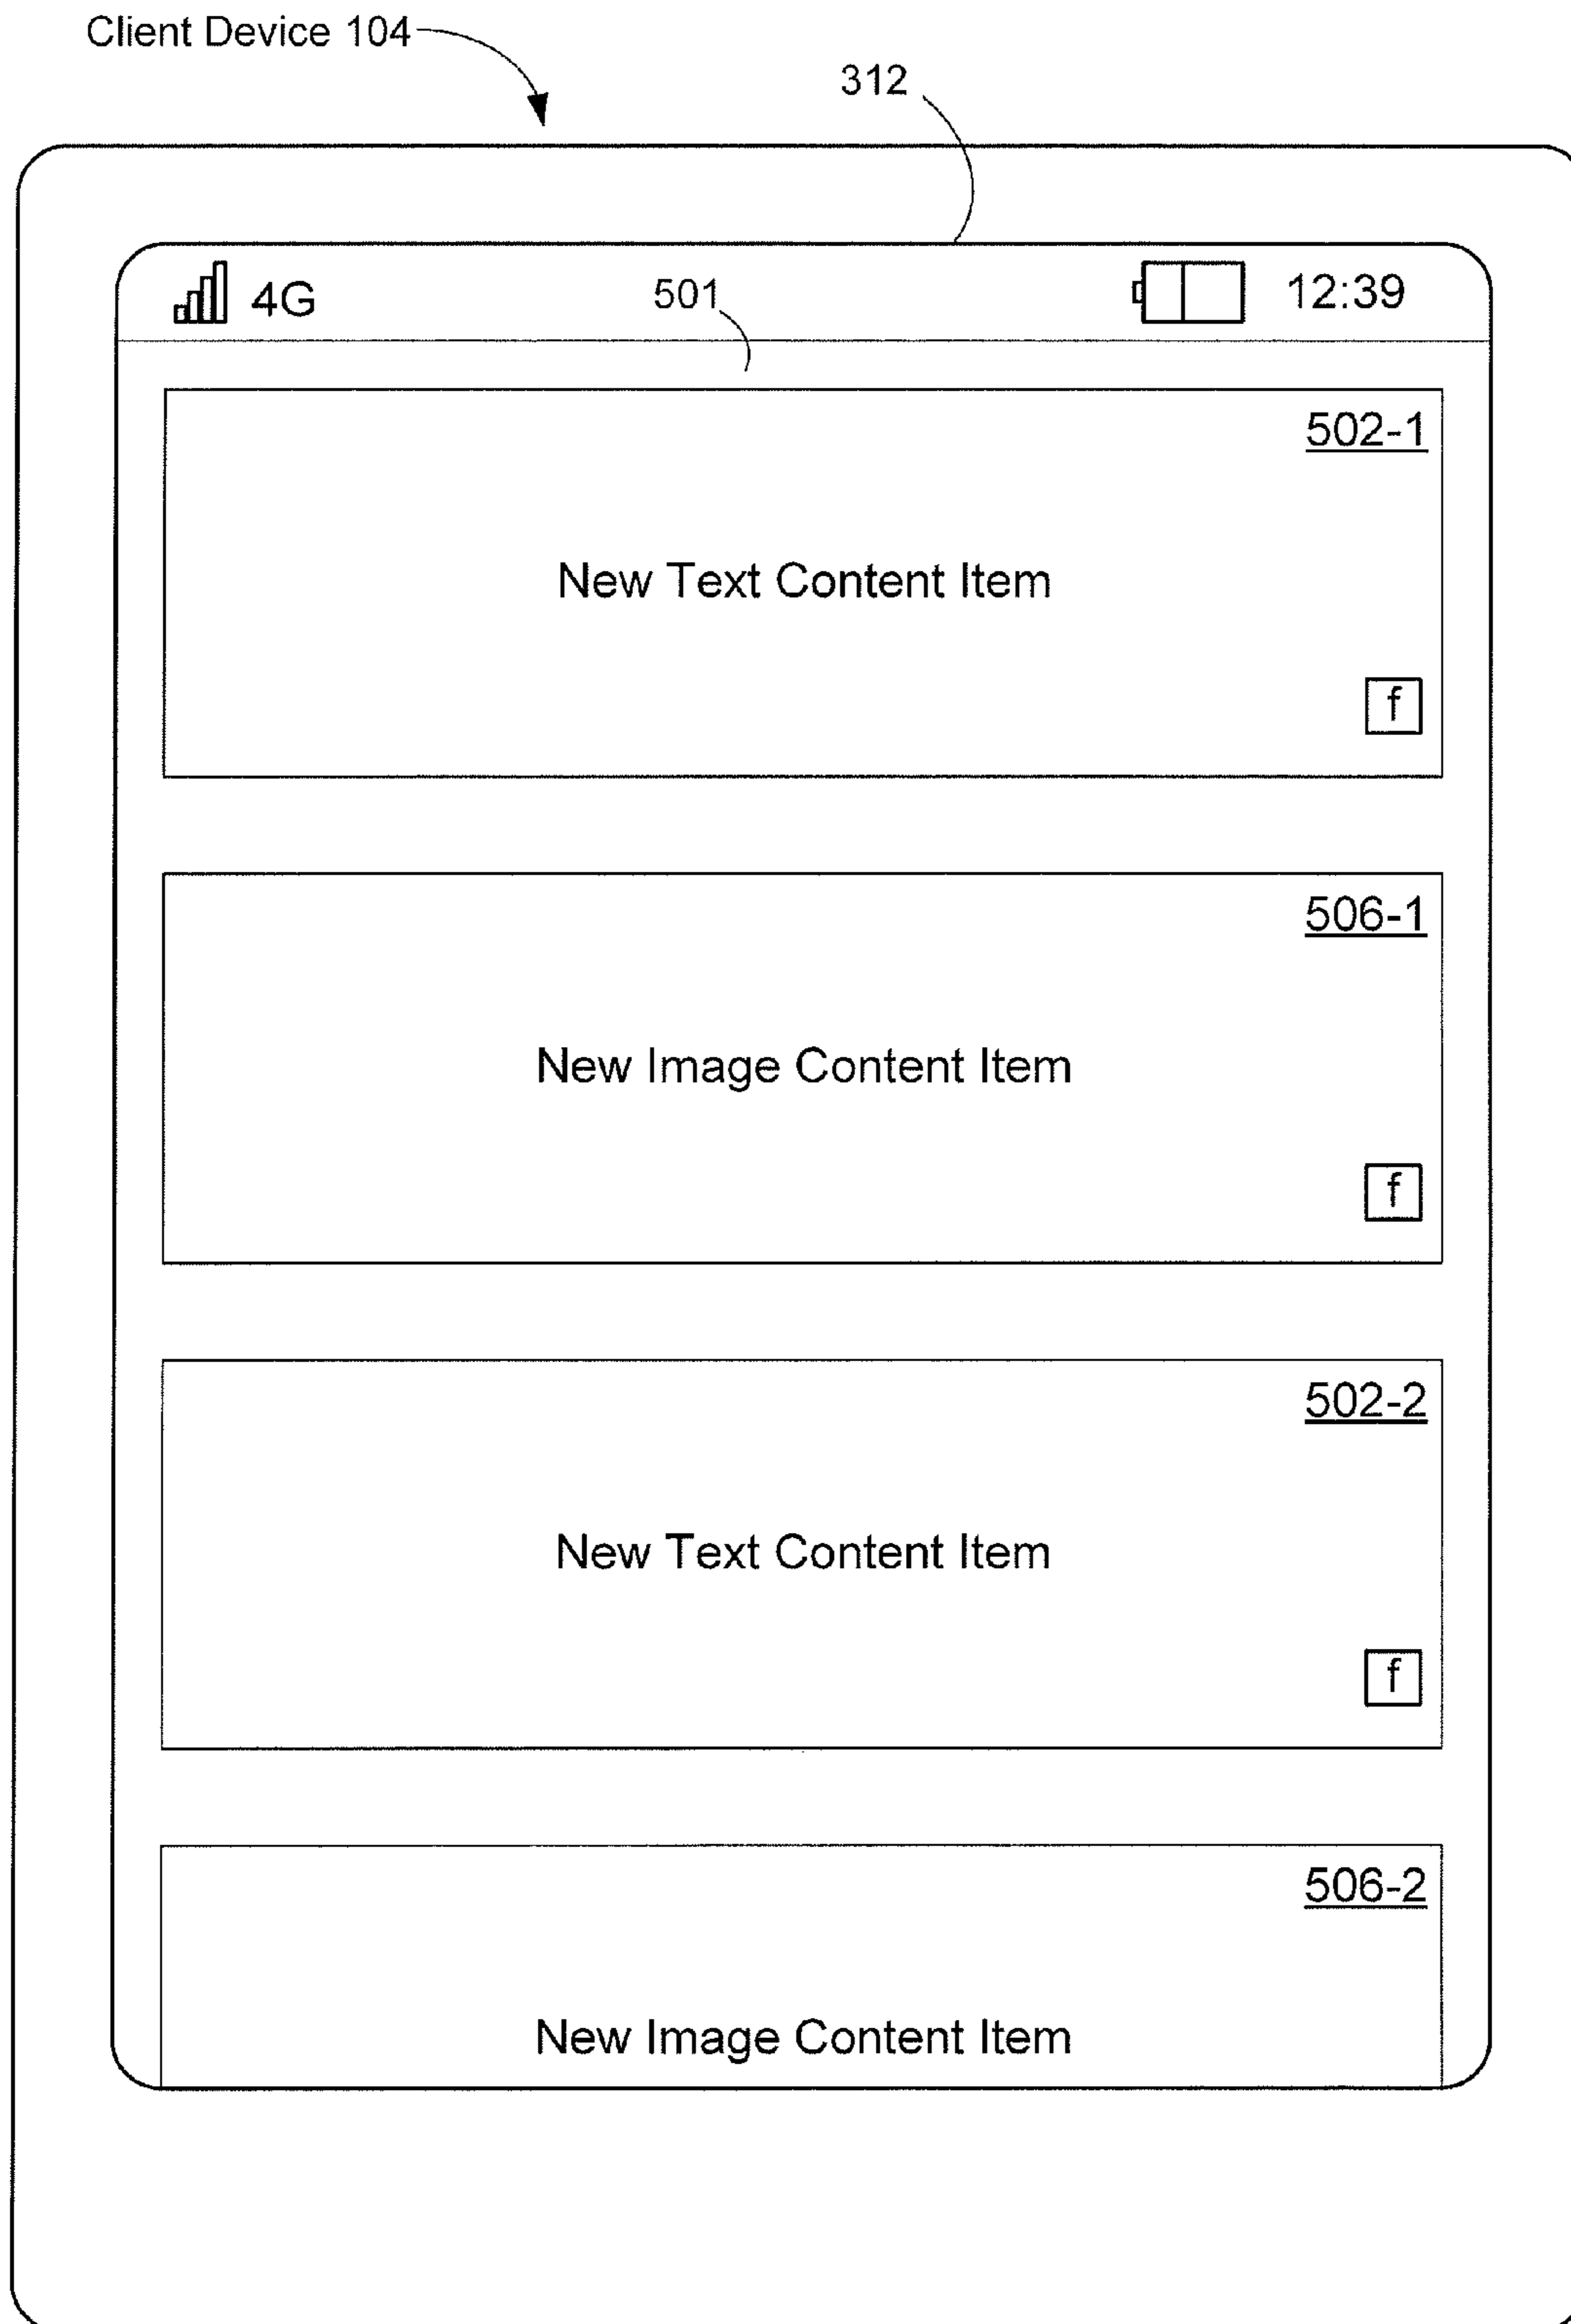 Client Device 104
312
4G
501
12:39
502-1
New Text Content Item
f
506-1
New Image Content Item
f
502-2
New Text Content Item
f
506-2
New Image Content Item